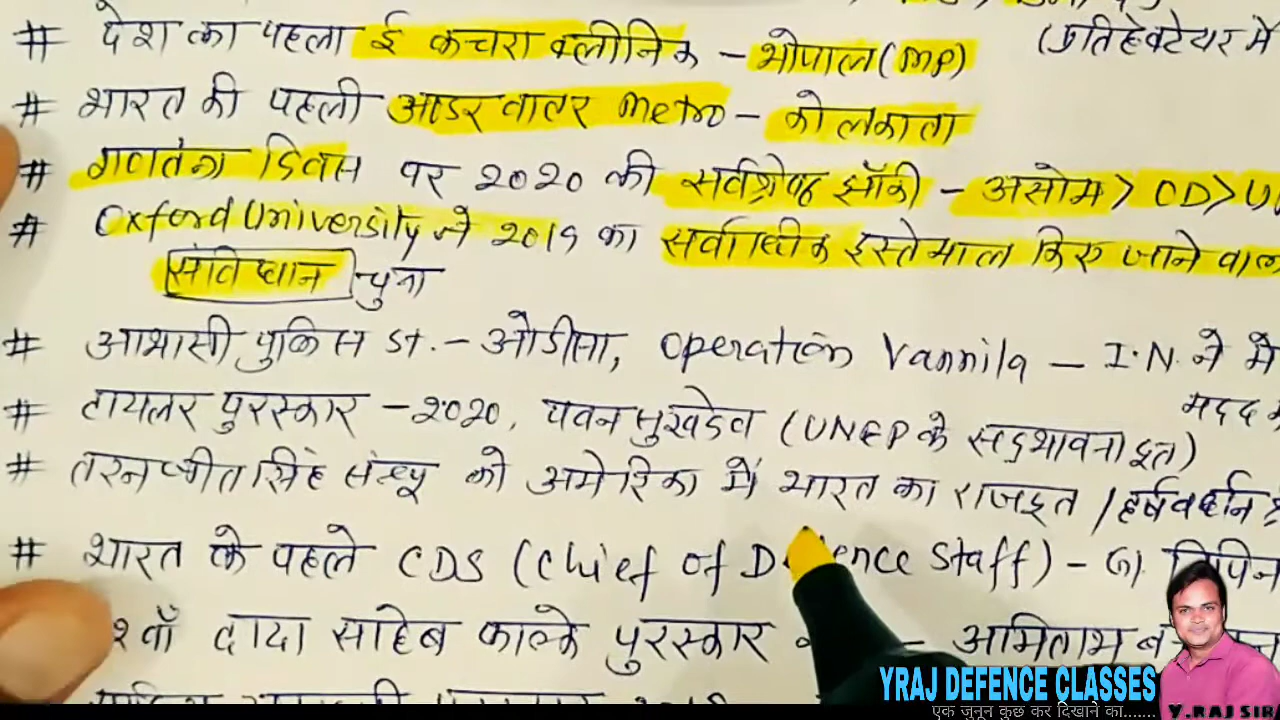 (प्रतिहेक्टेयर में
# देश का पहला ई कचरा क्लीनिक – भोपाल (MP)
# भारत की पहली अंडर वाटर metro – कोलकाता
# गणतंत्र दिवस पर 2020 की सर्वश्रेष्ठ झाँकी – असोम > OD >
# Oxford University ने 2019 का सर्वाधिक इस्तेमाल किए जाने वाल
संविधान चुना
# आभासी पुलिस St. – ओडीसा, Operation Vannila – I.N. ने मे
मदद
# टायलर पुरस्कार – 2020, पवन सुखदेव (UNEP के सद्भावना दूत)
# तरनजीत सिंह संन्धू को अमेरिका में भारत का राजदूत / हर्षवर्धन
# भारत के पहले CDS (Chief of Defence Staff) – G. बिपिन
वाँ दादा साहेब फाल्के पुरस्कार – अमिताभ
YRAJ DEFENCE CLASSES
एक जुनून कुछ कर दिखाने का.......
Y.RAJ SIR